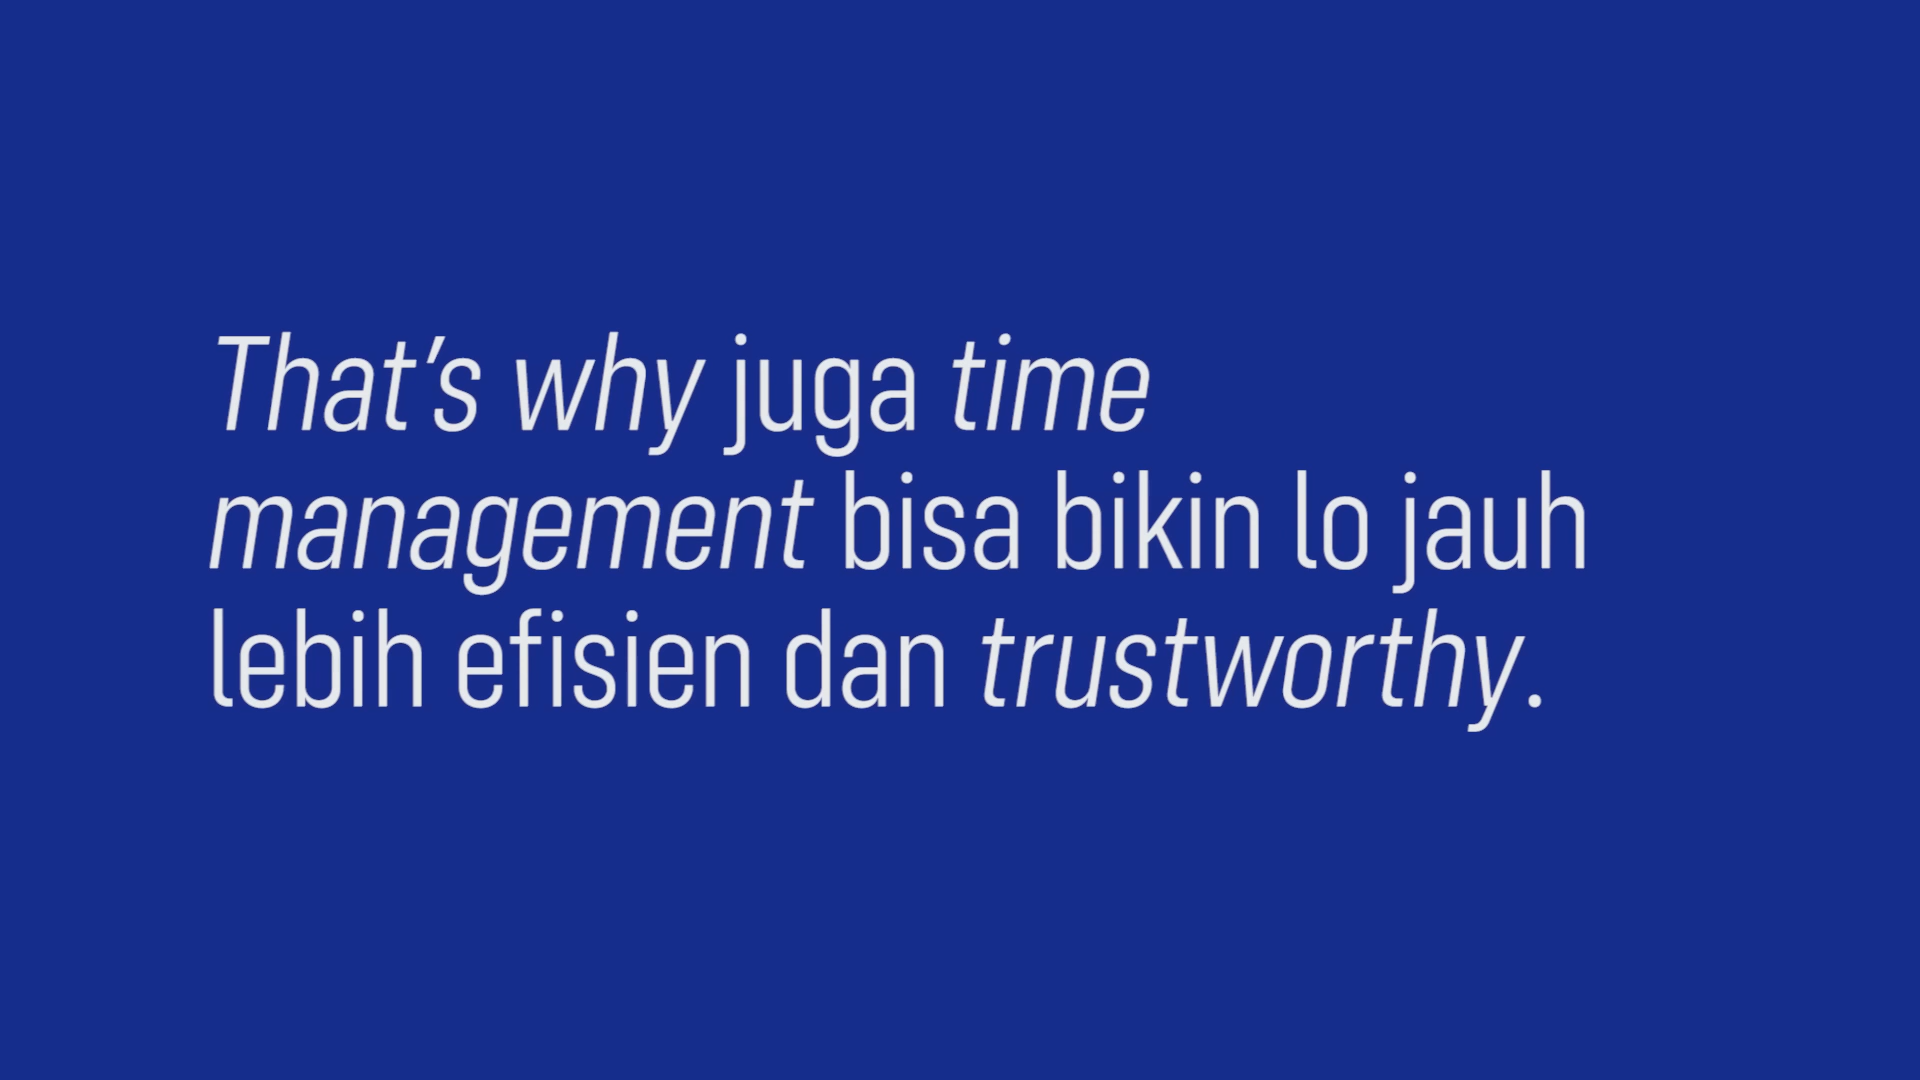 That’s why juga time
management bisa bikin lo jauh
lebih efisien dan trustworthy.